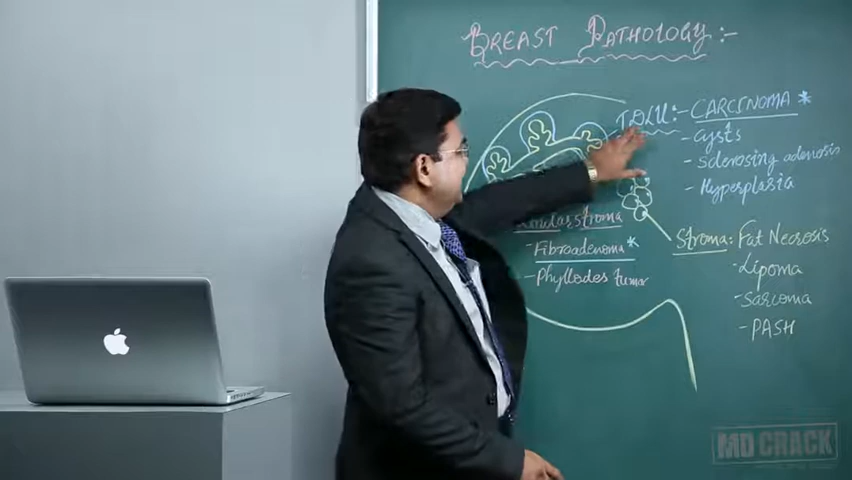 BREAST PATHOLOGY :-
TDLU :- CARCINOMA *
- Cysts
- Sclerosing adenosis
- Hyperplasia
Stroma
Fibroadenoma *
Phyllodes tumar
Stroma : Fat Necrosis
. Lipoma
- Sarcoma
- PASH
MD CRACK